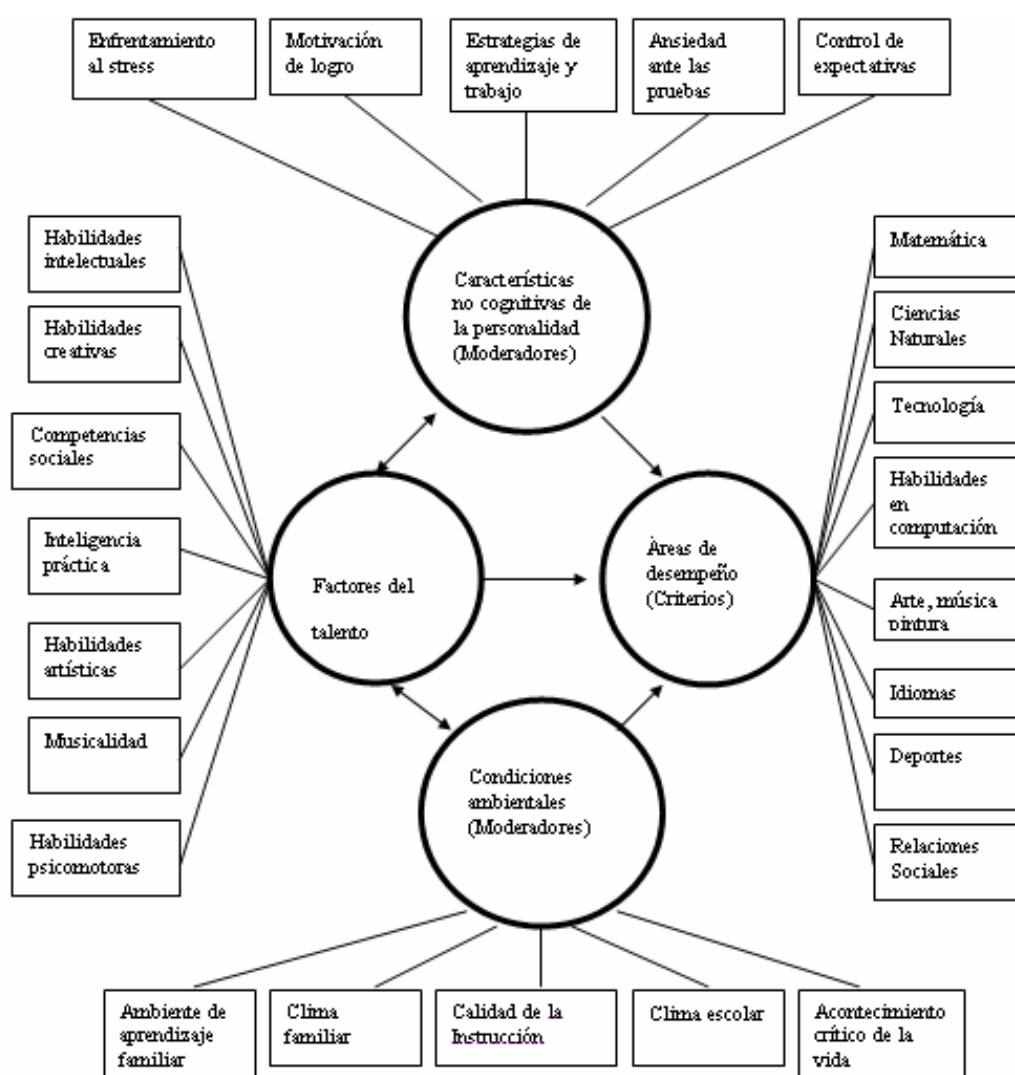 Enfrentamiento
al stress
Motivación
de logro
Estrategias de
aprendizaje y
trabajo
Ansiedad
ante las
pruebas
Control de
expectativas
Habilidades
intelectuales
Habilidades
creativas
Competencias
sociales
Inteligencia
práctica
Habilidades
artísticas
Musicalidad
Habilidades
psicomotoras
Características
no cognitivas de
la personalidad
(Moderadores)
Factores del
talento
Áreas de
desempeño
(Criterios)
Condiciones
ambientales
(Moderadores)
Matemática
Ciencias
Naturales
Tecnología
Habilidades
en
computación
Arte, música
pintura
Idiomas
Deportes
Relaciones
Sociales
Ambiente de
aprendizaje
familiar
Clima
familiar
Calidad de la
Instrucción
Clima escolar
Acontecimiento
crítico de la
vida